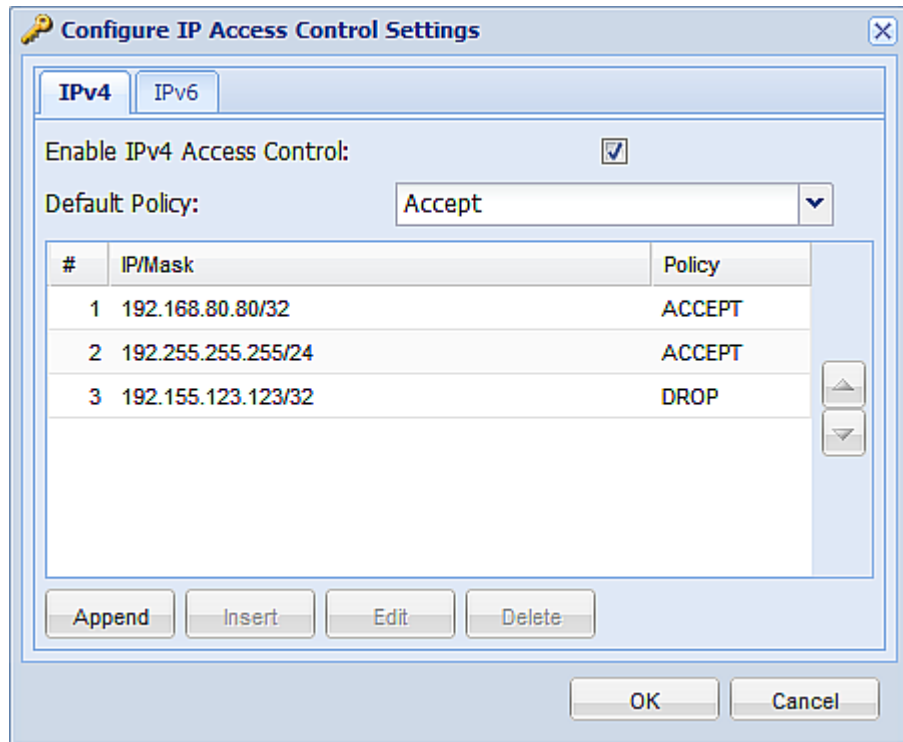 Configure IP Access Control Settings
IPv4 IPv6
Enable IPv4 Access Control:
Default Policy: Accept
# IP/Mask Policy
1 192.168.80.80/32 ACCEPT
2 192.255.255.255/24 ACCEPT
3 192.155.123.123/32 DROP
Append Insert Edit Delete
OK Cancel